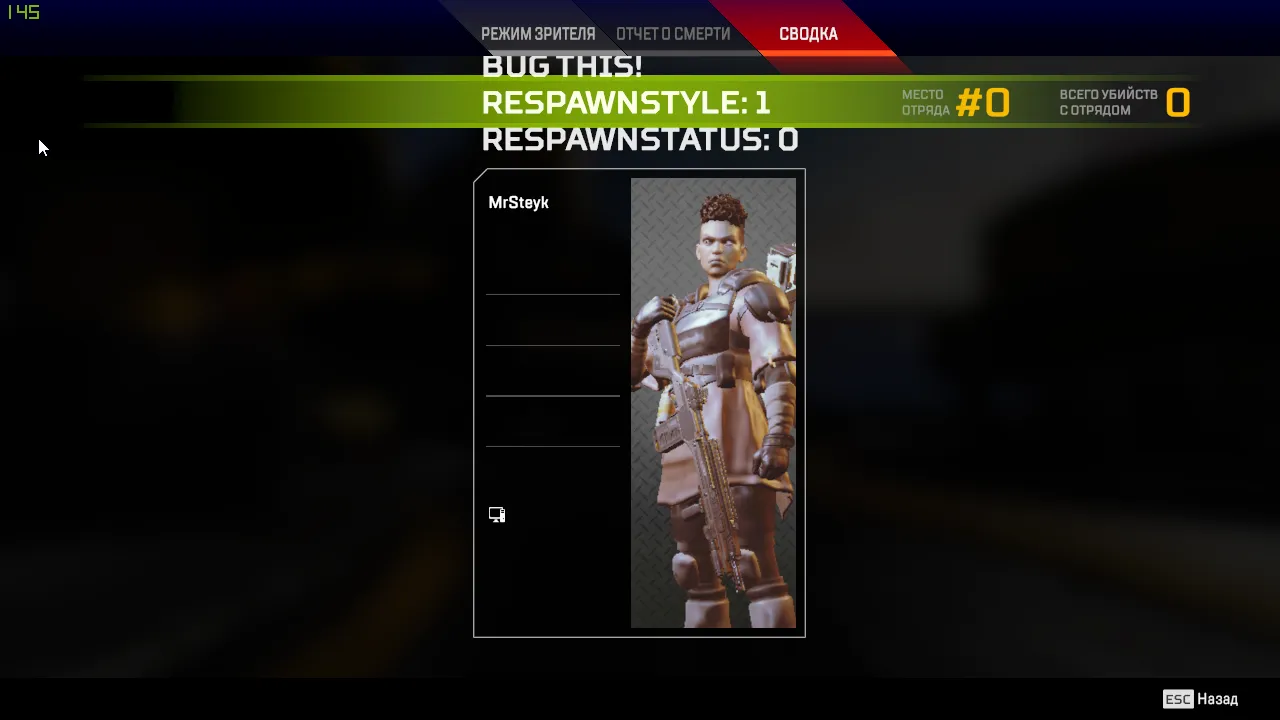 145
РЕЖИМ ЗРИТЕЛЯ ОТЧЕТ О СМЕРТИ СВОДКА
BUG THIS!
RESPAWNSTYLE: 1
RESPAWNSTATUS: 0
МЕСТО
ОТРЯДА #0
ВСЕГО УБИЙСТВ
С ОТРЯДОМ 0
MrSteyk
ESC Назад